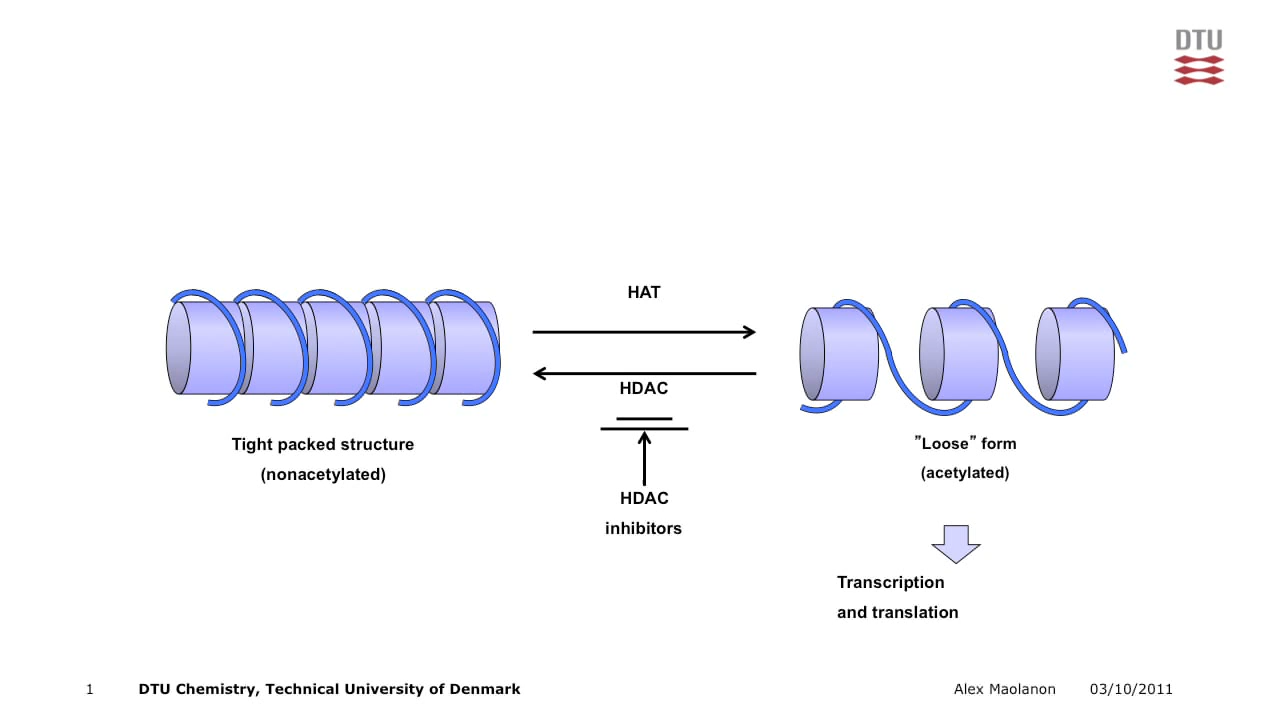 DTU
HAT
HDAC
Tight packed structure
(nonacetylated)
HDAC
inhibitors
”Loose” form
(acetylated)
Transcription
and translation
1 DTU Chemistry, Technical University of Denmark Alex Maolanon 03/10/2011